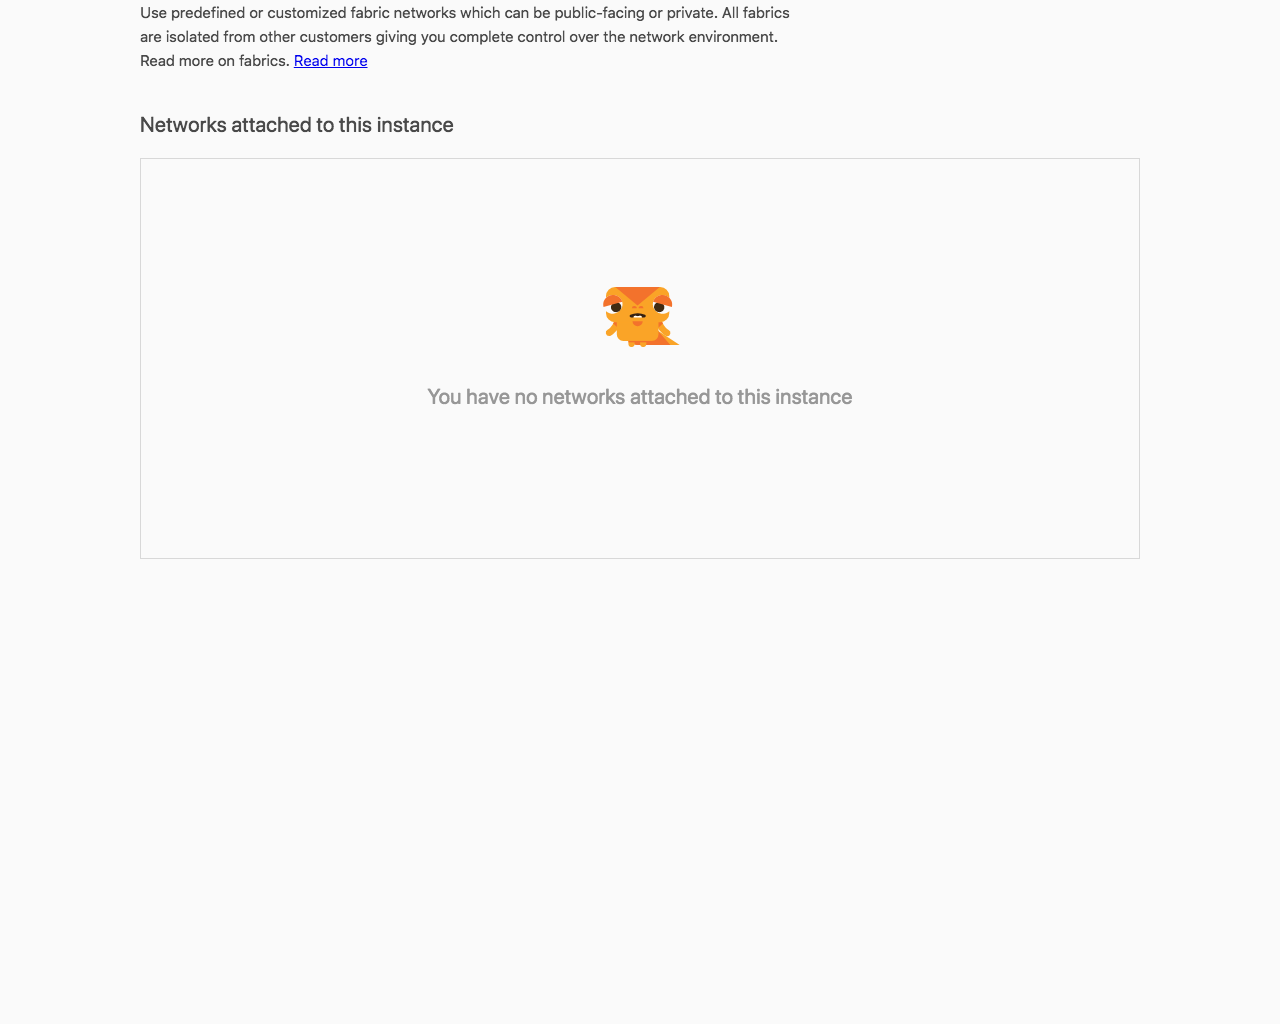 Use predefined or customized fabric networks which can be public-facing or private. All fabrics
are isolated from other customers giving you complete control over the network environment.
Read more on fabrics. Read more
Networks attached to this instance
You have no networks attached to this instance